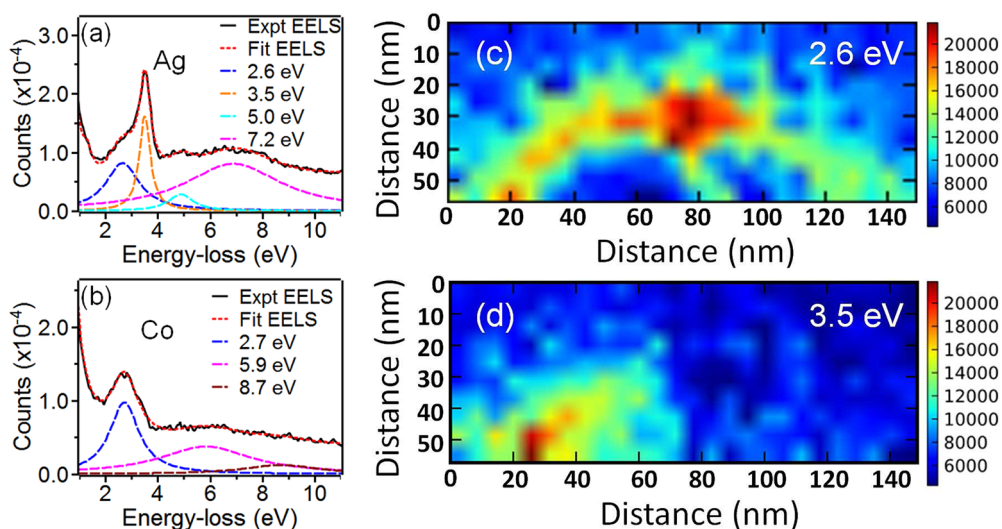 (a)
Ag
Expt EELS
Fit EELS
2.6 eV
3.5 eV
5.0 eV
7.2 eV
Counts (x10⁻⁴)
3.0
2.0
1.0
0.0
2 4 6 8 10
Energy-loss (eV)
(b)
Co
Expt EELS
Fit EELS
2.7 eV
5.9 eV
8.7 eV
Counts (x10⁻⁴)
2.0
1.0
0.0
2 4 6 8 10
Energy-loss (eV)
(c)
2.6 eV
Distance (nm)
0
10
20
30
40
50
0 20 40 60 80 100 120 140
Distance (nm)
20000
18000
16000
14000
12000
10000
8000
6000
(d)
3.5 eV
Distance (nm)
0
10
20
30
40
50
0 20 40 60 80 100 120 140
Distance (nm)
20000
18000
16000
14000
12000
10000
8000
6000